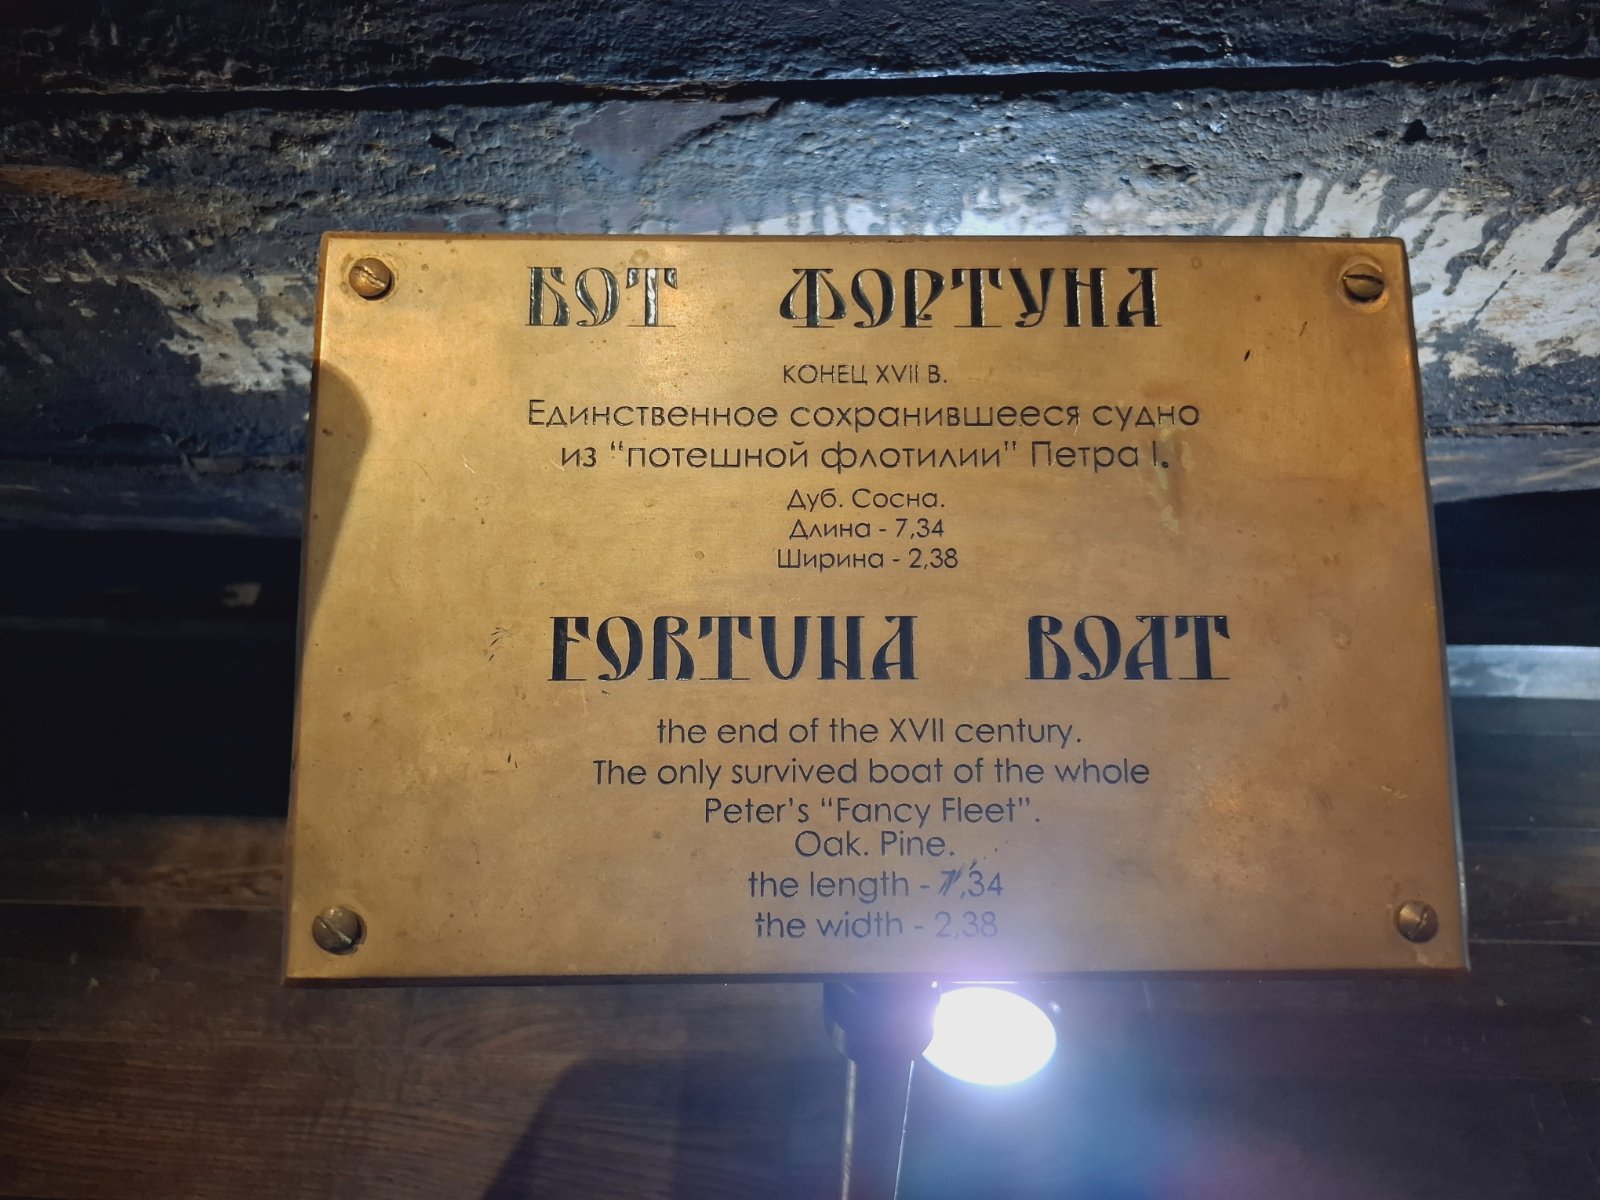 БОТ ФОРТУНА
КОНЕЦ XVII В.
Единственное сохранившееся судно
из “потешной флотилии” Петра I.
Дуб. Сосна.
Длина - 7,34
Ширина - 2,38
FORTUNA BOAT
the end of the XVII century.
The only survived boat of the whole
Peter's “Fancy Fleet”.
Oak. Pine.
the length - 7,34
the width - 2,38